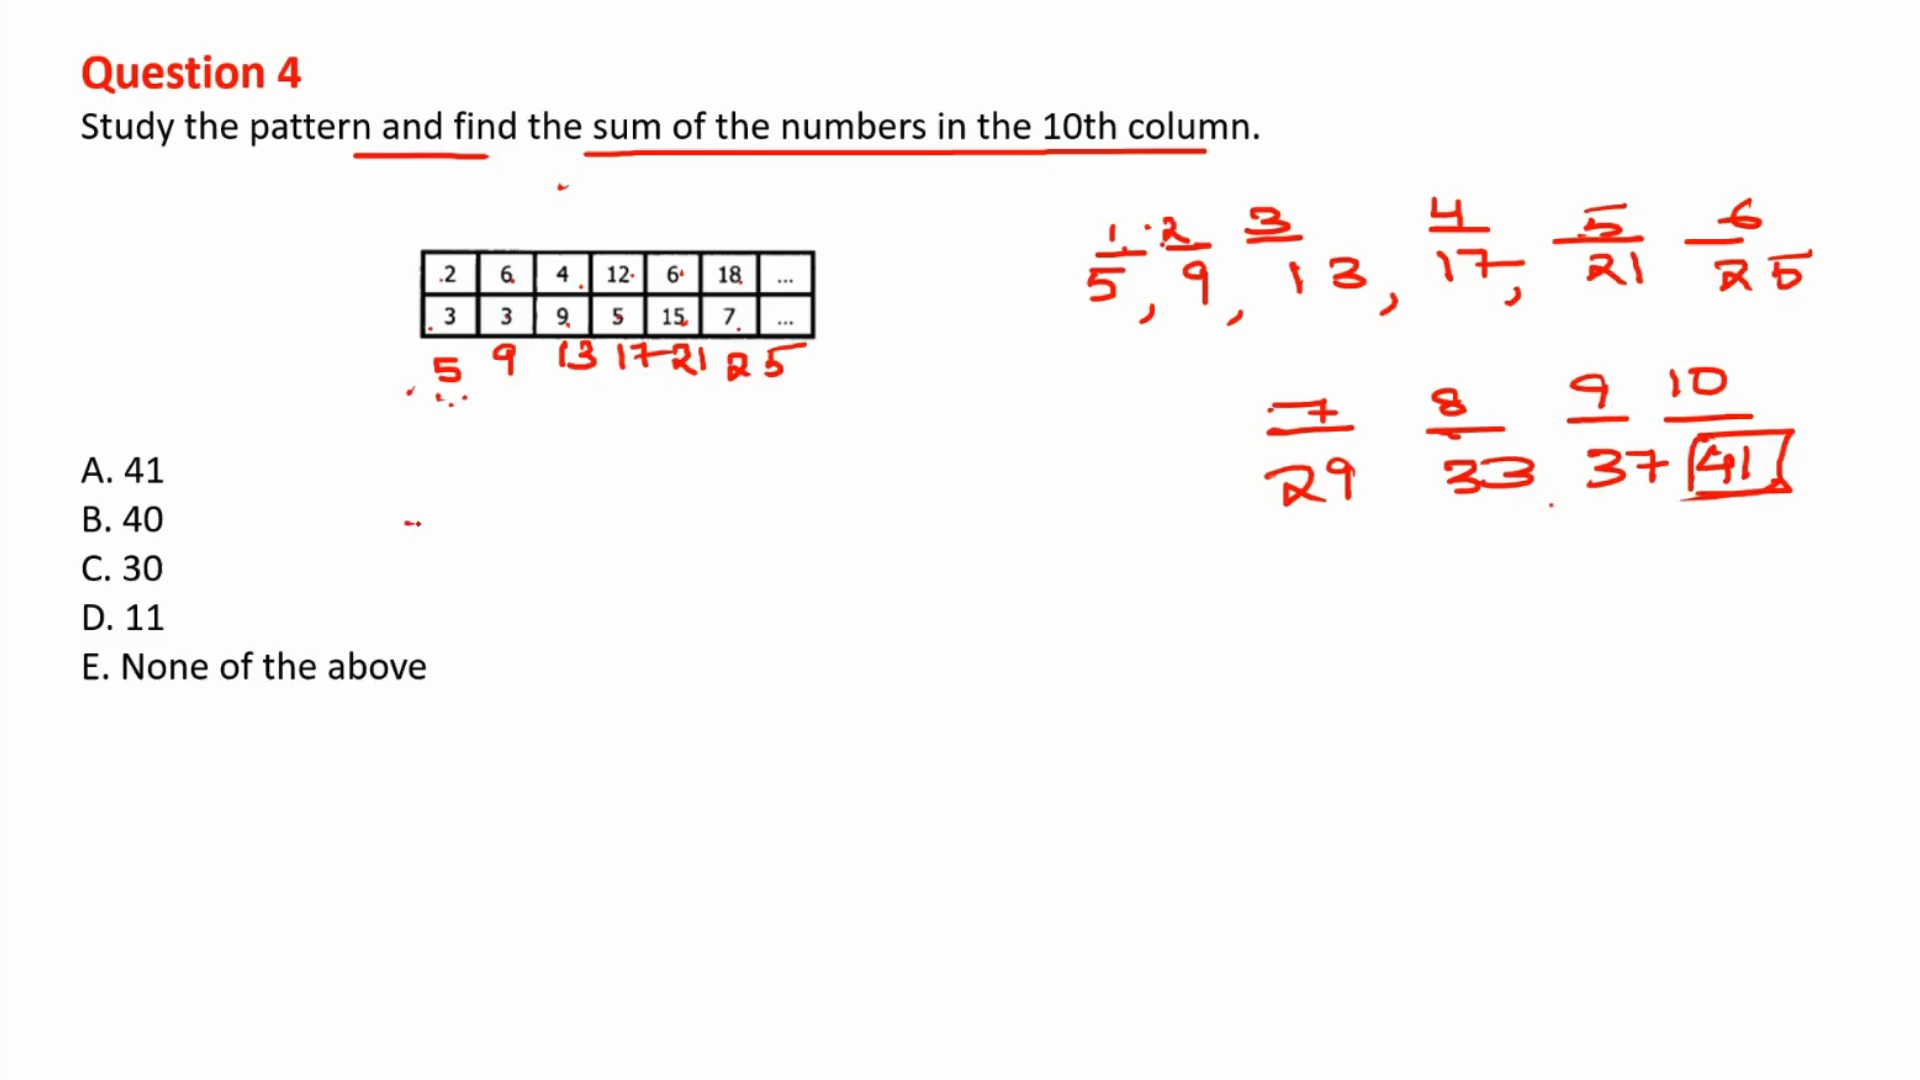 Question 4
Study the pattern and find the sum of the numbers in the 10th column.
1 2 3 4 5 6
5, 9, 13, 17, 21 25
2 6 4 12 6 18 ...
3 3 9 5 15 7 ...
5 9 13 17 21 25
7 8 9 10
29 33 37 41
A. 41
B. 40
C. 30
D. 11
E. None of the above